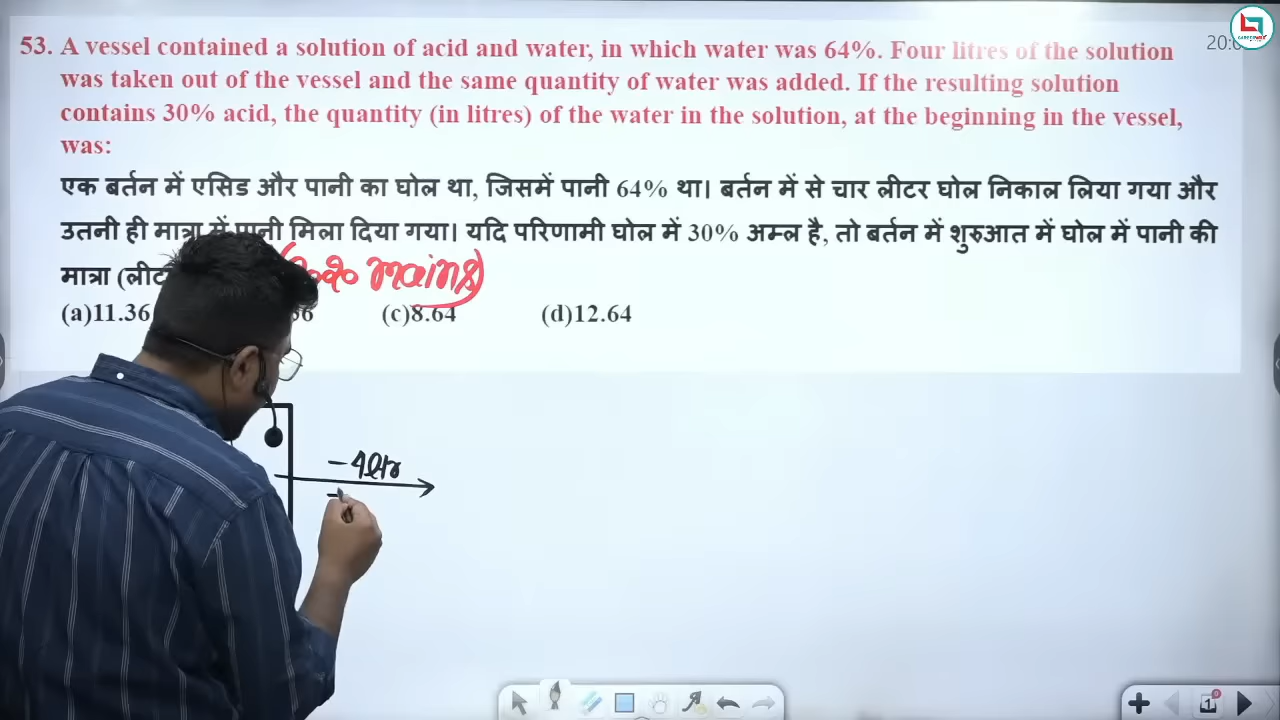 53. A vessel contained a solution of acid and water, in which water was 64%. Four litres of the solution
was taken out of the vessel and the same quantity of water was added. If the resulting solution
contains 30% acid, the quantity (in litres) of the water in the solution, at the beginning in the vessel,
was:
एक बर्तन में एसिड और पानी का घोल था, जिसमें पानी 64% था। बर्तन में से चार लीटर घोल निकाल लिया गया और
उतनी ही मात्रा में पानी मिला दिया गया। यदि परिणामी घोल में 30% अम्ल है, तो बर्तन में शुरुआत में घोल में पानी की
मात्रा mains)
(a)11.36 (c)8.64 (d)12.64
-4ltr